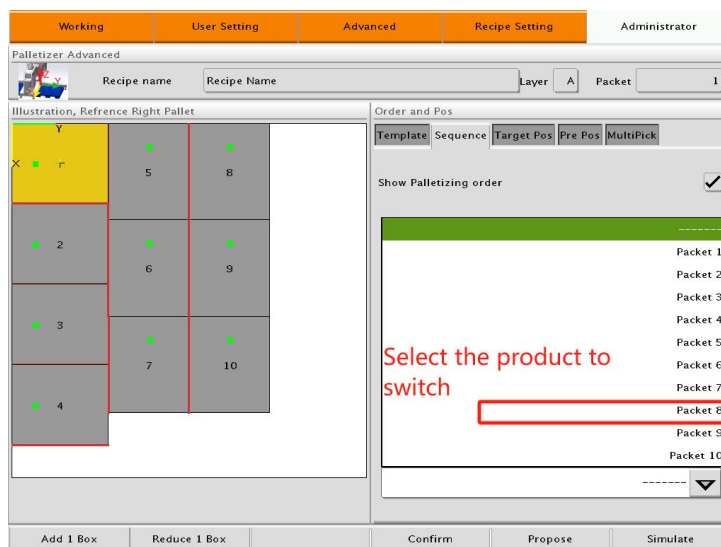 Working User Setting Advanced Recipe Setting Administrator
Palletizer Advanced
Recipe name Recipe Name Layer A Packet 1
Illustration, Refrence Right Pallet
Order and Pos
Template Sequence Target Pos Pre Pos MultiPick
Show Palletizing order
Y
X
Z Y
X
5 8
2
6 9
3
7 10
4
-------
Packet 1
Packet 2
Packet 3
Packet 4
Packet 5
Packet 6
Packet 7
Packet 8
Packet 9
Packet 10
Select the product to
switch
-------
Add 1 Box Reduce 1 Box Confirm Propose Simulate